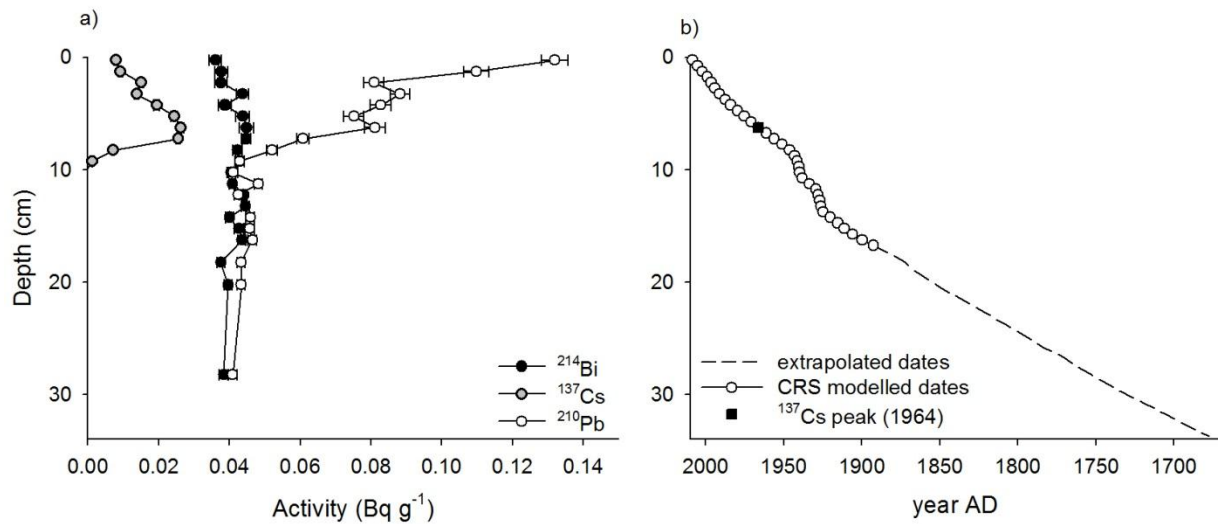 a)
0
10
20
30
Depth (cm)
0.00 0.02 0.04 0.06 0.08 0.10 0.12 0.14
Activity (Bq g⁻¹)
²¹⁴Bi
¹³⁷Cs
²¹⁰Pb
b)
0
10
20
30
2000 1950 1900 1850 1800 1750 1700
year AD
extrapolated dates
CRS modelled dates
¹³⁷Cs peak (1964)